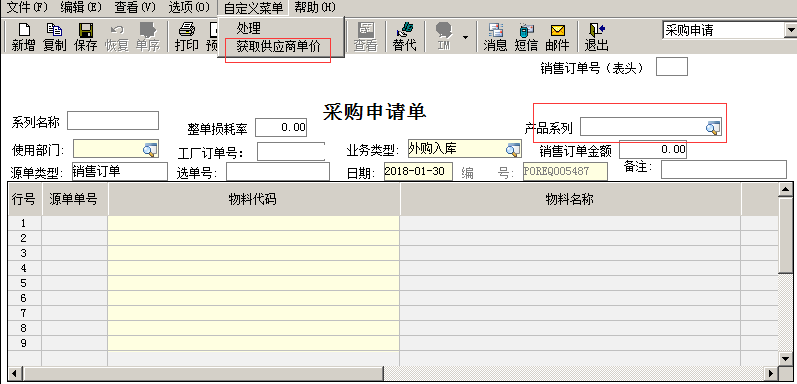 文件(F) 编辑(E) 查看(V) 选项(O) 自定义菜单 帮助(H)
处理
获取供应商单价
新增 复制 保存 恢复 单序 打印 预 查看 替代 IM 消息 短信 邮件 退出 采购申请
销售订单号（表头）
采购申请单
系列名称 整单损耗率 0.00 产品系列
使用部门: 工厂订单号: 业务类型: 外购入库 销售订单金额 0.00
源单类型: 销售订单 选单号: 日期: 2018-01-30 编 号: POREQ005487 备注:
行号 源单单号 物料代码 物料名称
1
2
3
4
5
6
7
8
9